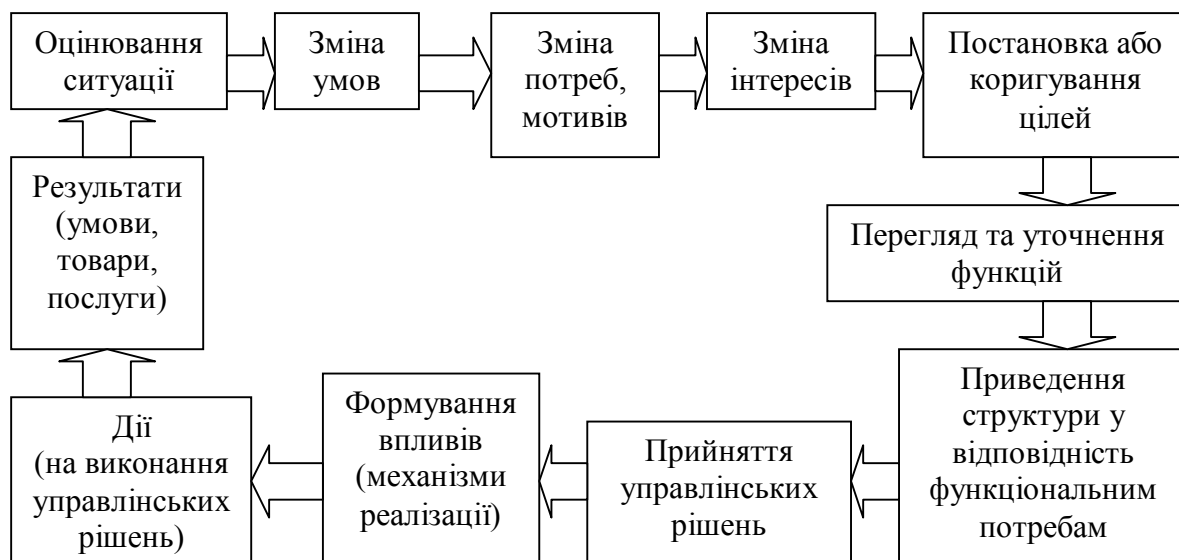 Оцінювання
ситуації
Зміна
умов
Зміна
потреб,
мотивів
Зміна
інтересів
Постановка або
коригування
цілей
Перегляд та уточнення
функцій
Приведення
структури у
відповідність
функціональним
потребам
Прийняття
управлінських
рішень
Формування
впливів
(механізми
реалізації)
Дії
(на виконання
управлінських
рішень)
Результати
(умови,
товари,
послуги)